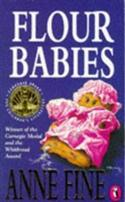 FLOUR
BABIES
Winner of the
Carnegie Medal
and the
Whitbread
Award
ANNE FINE